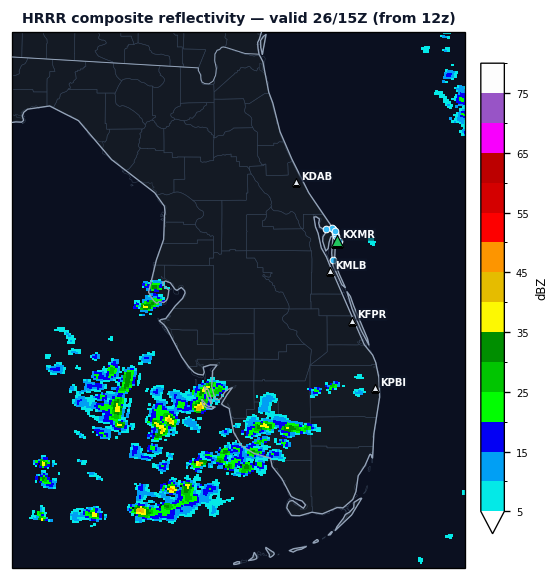 HRRR composite reflectivity — valid 26/15Z (from 12z)
KDAB
KXMR
KMLB
KFPR
KPBI
75
65
55
45
35
25
15
5
dBZ